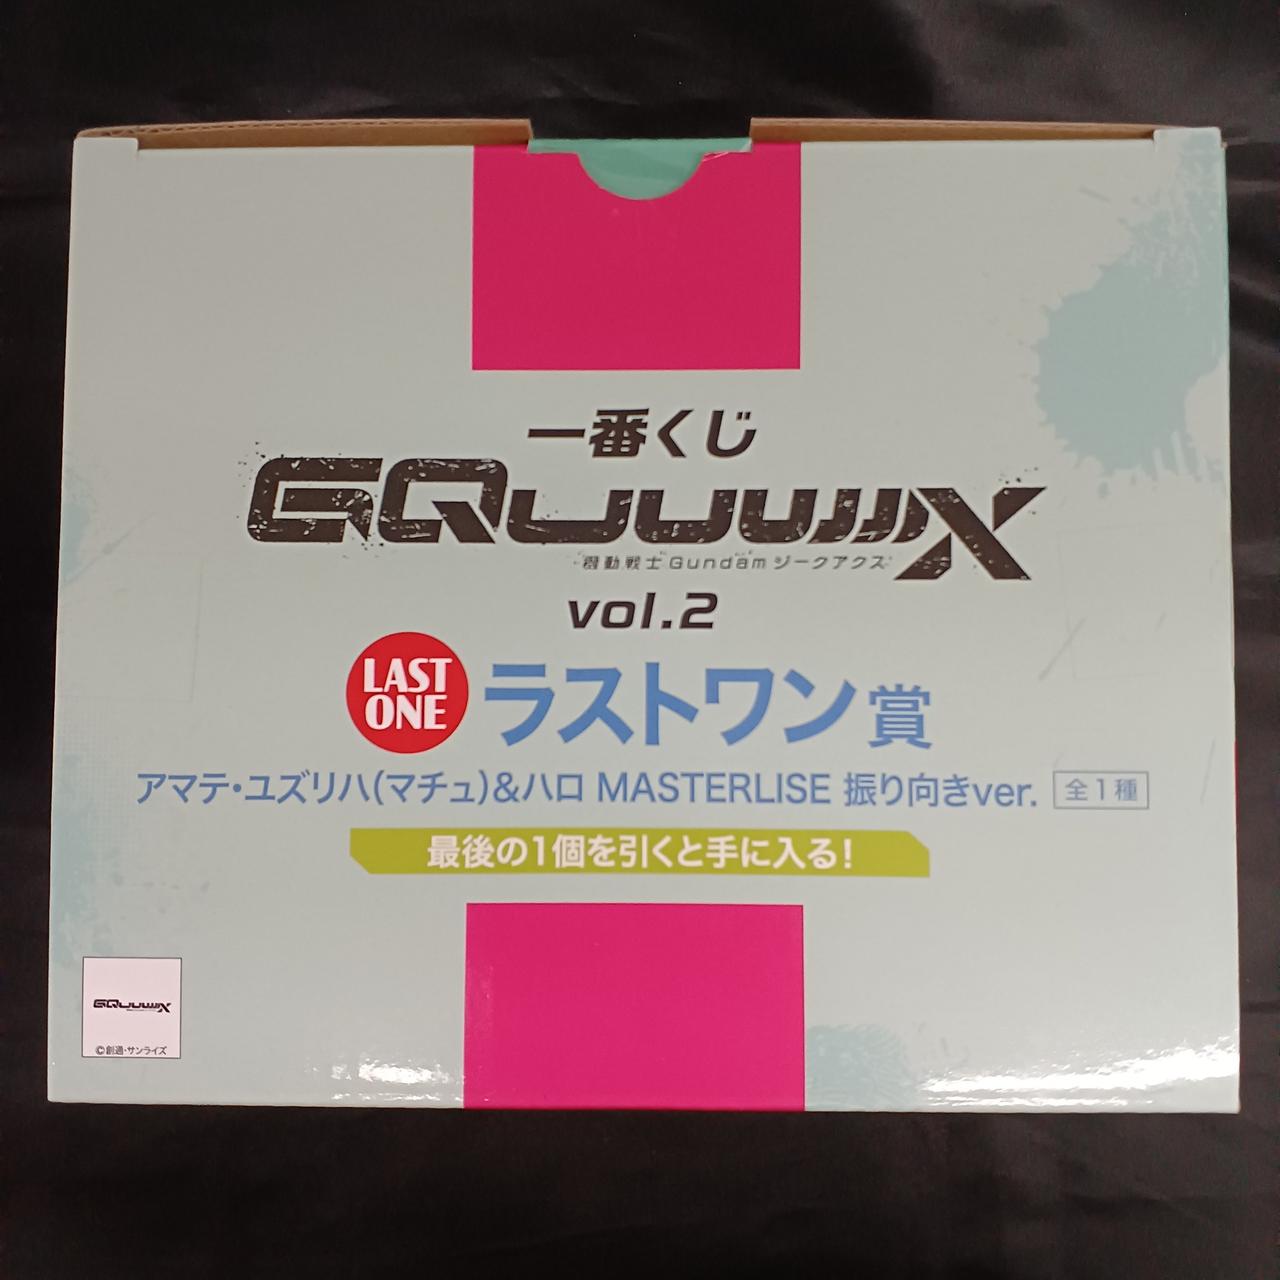 一番くじ
GQuuuuuuX
機動戦士Gundamジークアクス
vol.2
LAST
ONE
ラストワン賞
アマテ・ユズリハ(マチュ)&ハロ MASTERLISE 振り向きver. 全1種
最後の1個を引くと手に入る!
GQuuuuuuX
©創通・サンライズ